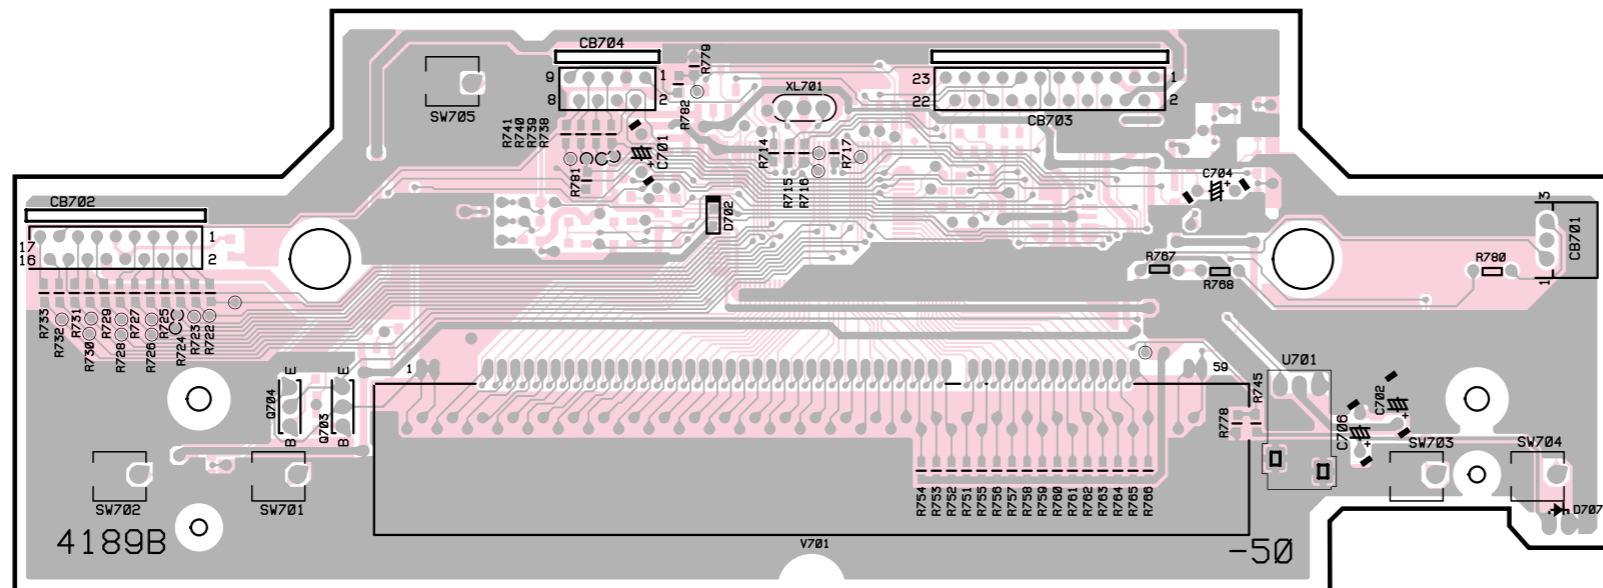 CB704
9 1
8 2
SW705
R779
R782
XL701
23 1
22 2
CB703
R741
R740
R739
R738
C701
+
R781
R714
R715
R716
R717
D702
C704
+
CB702
17 1
16 2
3
CB701
1
R767
R768
R780
R733
R732
R731
R730
R729
R728
R727
R726
R725
R724
R723
R722
1
59
U701
R745
R778
C702
+
C706
+
E
Q704
B
E
Q703
B
SW703
SW704
SW702
SW701
R754
R753
R752
R751
R755
R756
R757
R758
R759
R760
R761
R762
R763
R764
R765
R766
D707
4189B
V701
-50